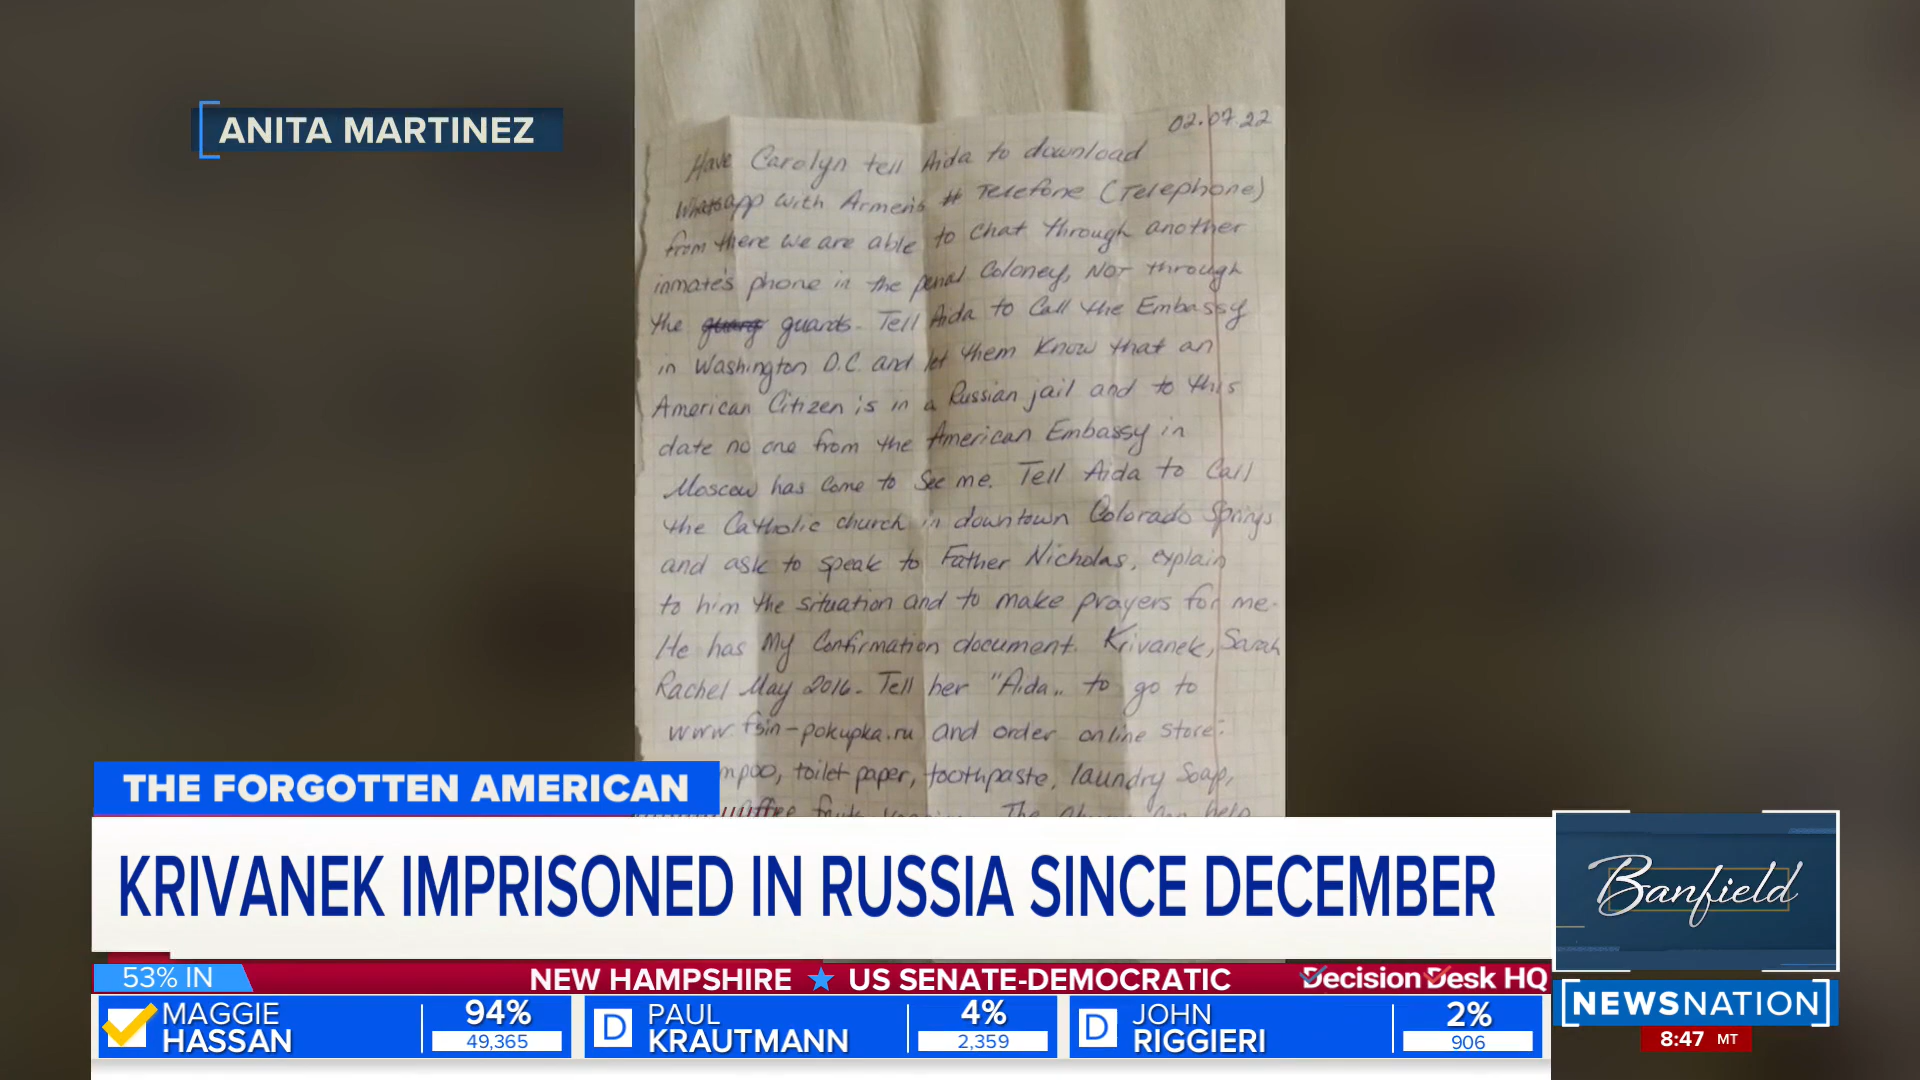 ANITA MARTINEZ
02.07.22
Have Carolyn tell Aida to download
Whatsapp with Armen's # Telefone (Telephone)
from there we are able to chat through another
inmate's phone in the penal Coloney, NOT through
the guards. Tell Aida to Call the Embassy
in Washington D.C. and let them Know that an
American Citizen is in a Russian jail and to this
date no one from the American Embassy in
Moscow has Come to See me. Tell Aida to Call
the Catholic church in downtown Colorado Springs
and ask to speak to Father Nicholas, explain
to him the situation and to make prayers for me.
He has My Confirmation document. Krivanek, Sarah
Rachel May 2016. Tell her "Aida" to go to
www.fsin-pokupka.ru and order online store:
toilet paper, toothpaste, laundry Soap,
THE FORGOTTEN AMERICAN
KRIVANEK IMPRISONED IN RUSSIA SINCE DECEMBER
Banfield
53% IN NEW HAMPSHIRE US SENATE-DEMOCRATIC Decision Desk HQ
MAGGIE HASSAN 94% 49,365
D PAUL KRAUTMANN 4% 2,359
D JOHN RIGGIERI 2% 906
NEWSNATION
8:47 MT